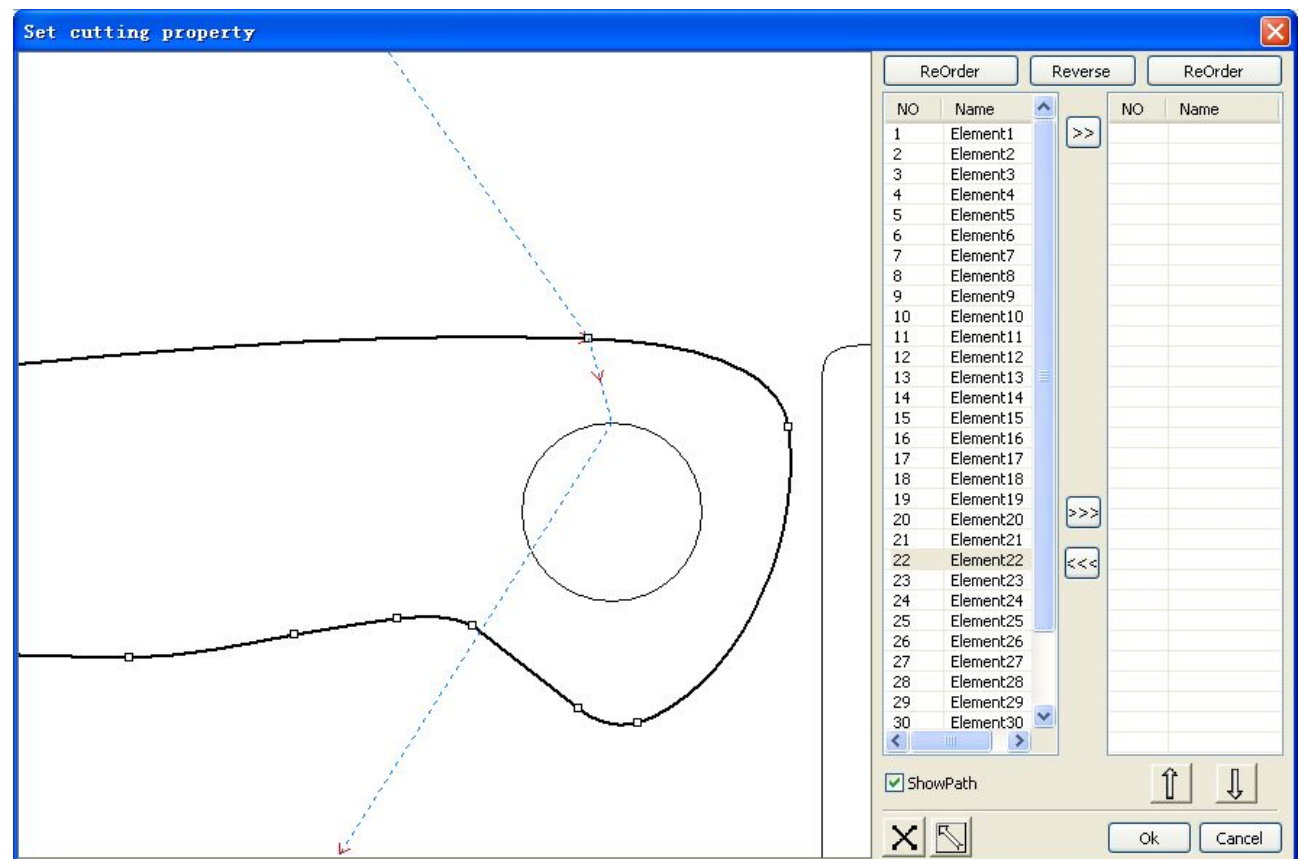 Set cutting property
ReOrder Reverse ReOrder
NO Name NO Name
1 Element1 >>
2 Element2
3 Element3
4 Element4
5 Element5
6 Element6
7 Element7
8 Element8
9 Element9
10 Element10
11 Element11
12 Element12
13 Element13
14 Element14
15 Element15
16 Element16
17 Element17
18 Element18
19 Element19
20 Element20 >>>
21 Element21
22 Element22 <<<
23 Element23
24 Element24
25 Element25
26 Element26
27 Element27
28 Element28
29 Element29
30 Element30
ShowPath
Ok Cancel